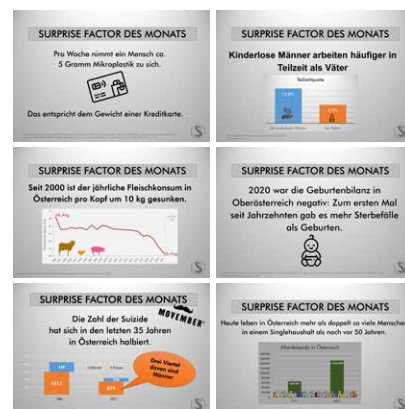 SURPRISE FACTOR DES MONATS
Pro Woche nimmt ein Mensch ca.
5 Gramm Mikroplastik zu sich.
Das entspricht dem Gewicht einer Kreditkarte.
SURPRISE FACTOR DES MONATS
Kinderlose Männer arbeiten häufiger in
Teilzeit als Väter
Teilzeitquote
SURPRISE FACTOR DES MONATS
Seit 2000 ist der jährliche Fleischkonsum in
Österreich pro Kopf um 10 kg gesunken.
SURPRISE FACTOR DES MONATS
2020 war die Geburtenbilanz in
Oberösterreich negativ: Zum ersten Mal
seit Jahrzehnten gab es mehr Sterbefälle
als Geburten.
SURPRISE FACTOR DES MONATS
MOVEMBER
Die Zahl der Suizide
hat sich in den letzten 35 Jahren
in Österreich halbiert.
Drei Viertel
davon sind
Männer
SURPRISE FACTOR DES MONATS
Heute leben in Österreich mehr als doppelt so viele Menschen
in einem Singlehaushalt als noch vor 50 Jahren.
Alleinlebende in Österreich